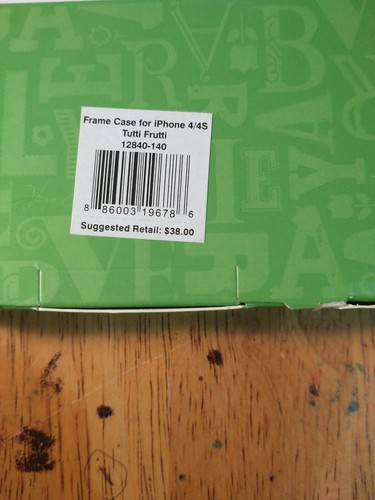 Frame Case for iPhone 4/4S
Tutti Frutti
12840-140
8 86003 19678 6
Suggested Retail: $38.00